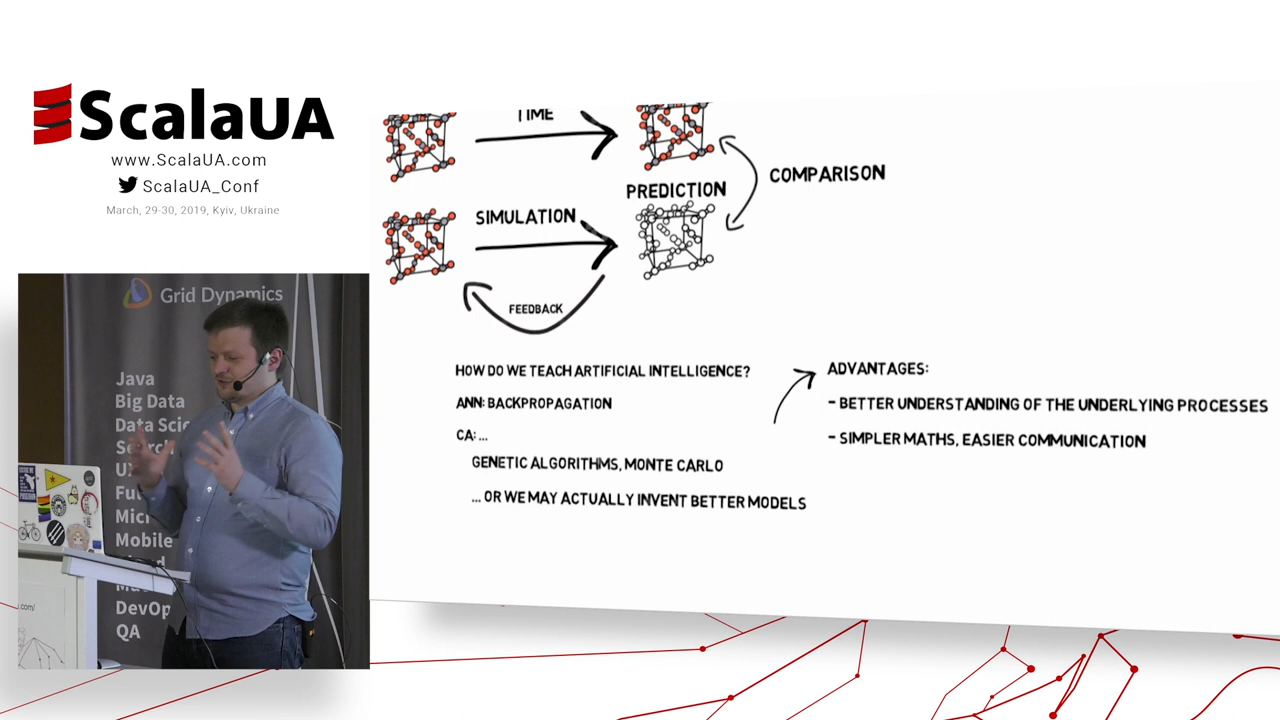 ScalaUA
www.ScalaUA.com
ScalaUA_Conf
March, 29-30, 2019, Kyiv, Ukraine
Grid Dynamics
Java
Big Data
Data
Mobile
DevOp
QA
TIME
PREDICTION
COMPARISON
SIMULATION
FEEDBACK
HOW DO WE TEACH ARTIFICIAL INTELLIGENCE?
ANN: BACKPROPAGATION
CA: ...
GENETIC ALGORITHMS, MONTE CARLO
... OR WE MAY ACTUALLY INVENT BETTER MODELS
ADVANTAGES:
- BETTER UNDERSTANDING OF THE UNDERLYING PROCESSES
- SIMPLER MATHS, EASIER COMMUNICATION